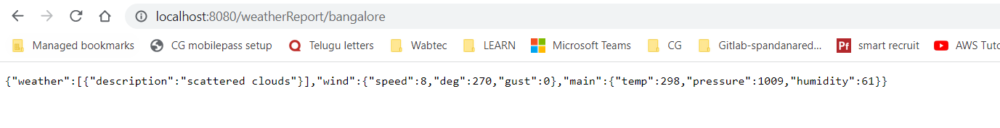 localhost:8080/weatherReport/bangalore
Managed bookmarks CG mobilepass setup Telugu letters Wabtec LEARN Microsoft Teams CG Gitlab-spandanared... Pf smart recruit AWS Tuto
{"weather":[{"description":"scattered clouds"}],"wind":{"speed":8,"deg":270,"gust":0},"main":{"temp":298,"pressure":1009,"humidity":61}}